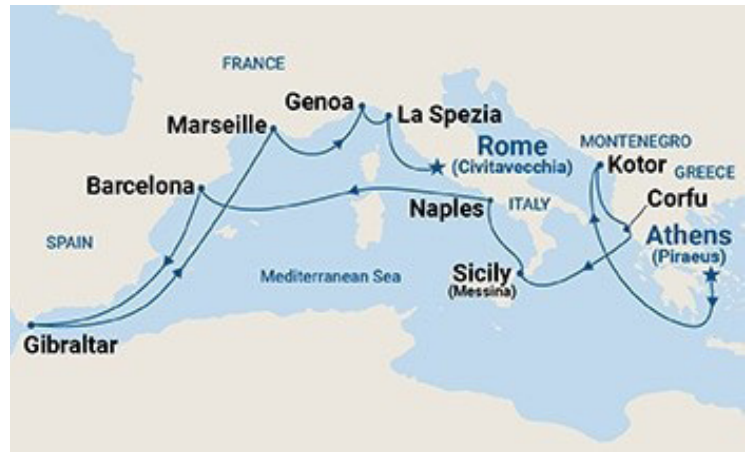 FRANCE
Genoa
La Spezia
Marseille
Rome
(Civitavecchia)
MONTENEGRO
Kotor
GREECE
Barcelona
Corfu
Naples
ITALY
Athens
(Piraeus)
SPAIN
Mediterranean Sea
Sicily
(Messina)
Gibraltar